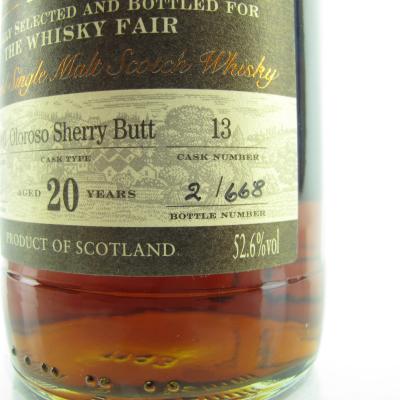 SELECTED AND BOTTLED FOR
THE WHISKY FAIR
Single Malt Scotch Whisky
Oloroso Sherry Butt 13
CASK TYPE CASK NUMBER
AGED 20 YEARS 2/668
BOTTLE NUMBER
PRODUCT OF SCOTLAND 52.6%vol